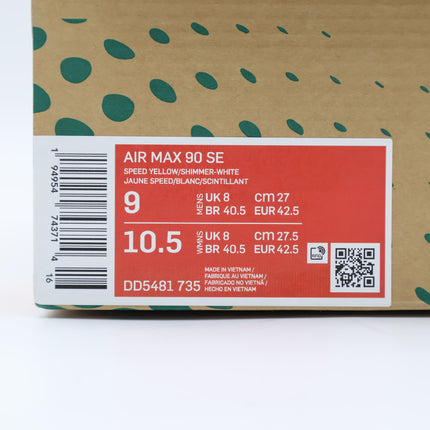 AIR MAX 90 SE
SPEED YELLOW/SHIMMER-WHITE
JAUNE SPEED/BLANC/SCINTILLANT
9 MENS UK 8 CM 27
BR 40.5 EUR 42.5
10.5 WMNS UK 8 CM 27.5
BR 40.5 EUR 42.5
MADE IN VIETNAM /
FABRIQUE AU VIETNAM /
FABRICADO NO VIETNÃ /
HECHO EN VIETNAM
DD5481 735
RFID
1 94954 74371 4
16